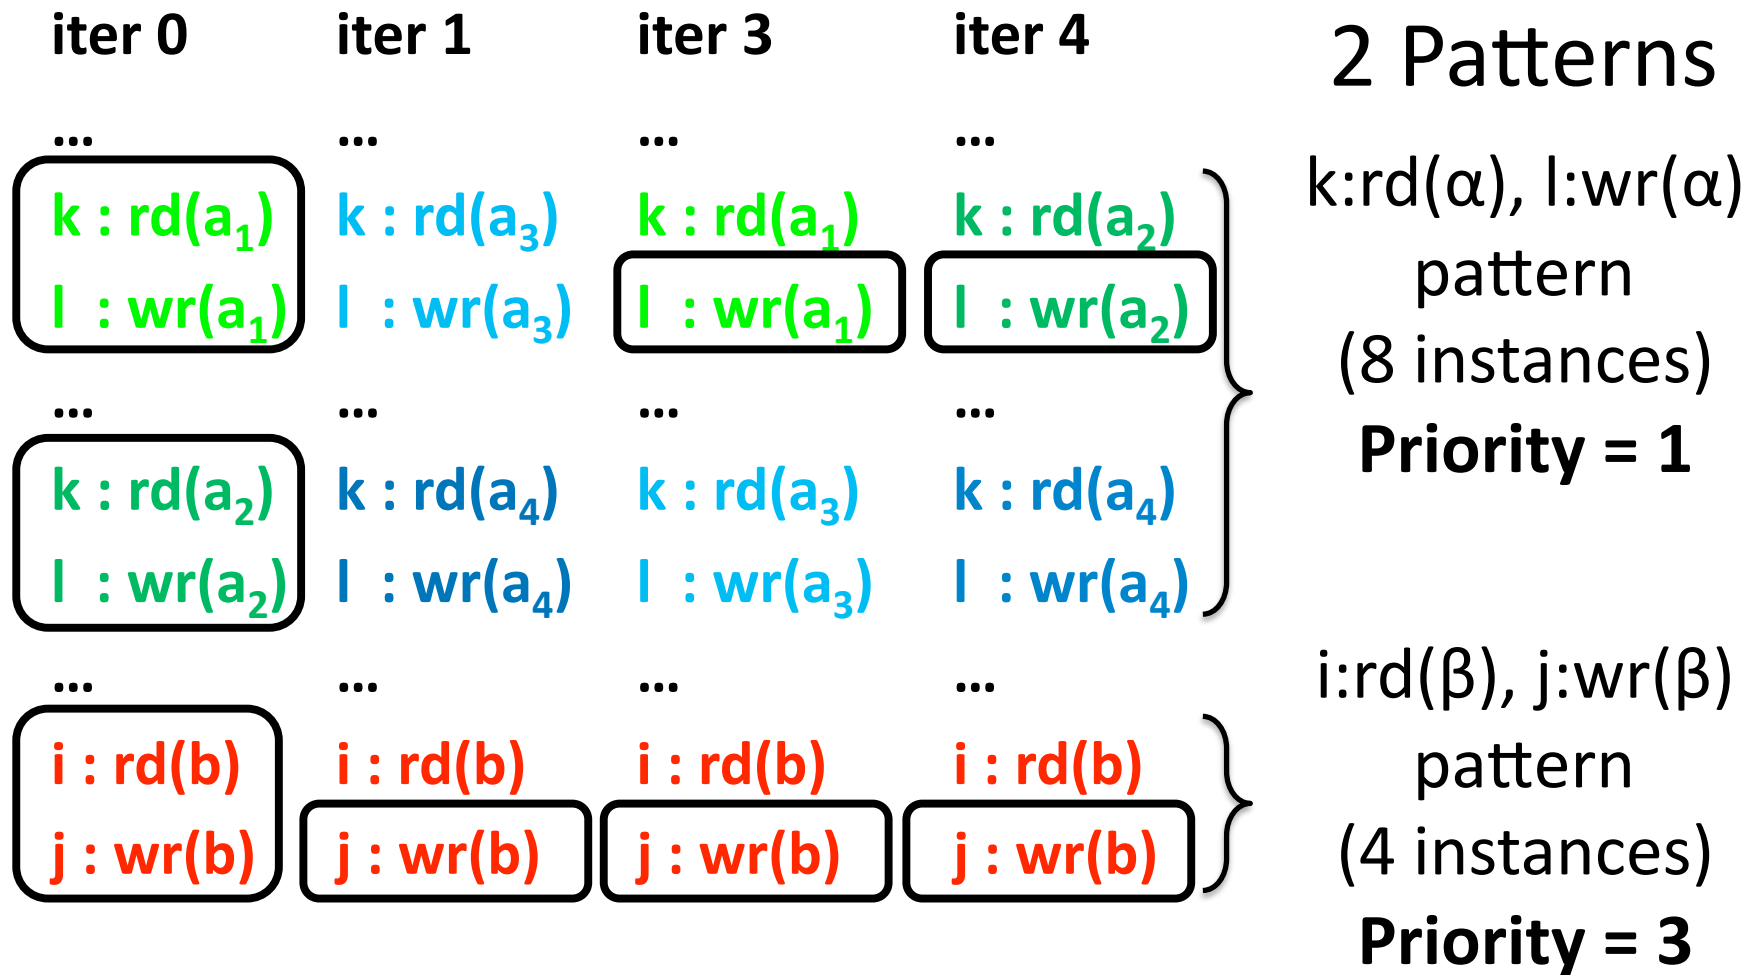 iter 0 iter 1 iter 3 iter 4
... ... ... ...
k : rd(a₁) k : rd(a₃) k : rd(a₁) k : rd(a₂)
l : wr(a₁) l : wr(a₃) l : wr(a₁) l : wr(a₂)
... ... ... ...
k : rd(a₂) k : rd(a₄) k : rd(a₃) k : rd(a₄)
l : wr(a₂) l : wr(a₄) l : wr(a₃) l : wr(a₄)
... ... ... ...
i : rd(b) i : rd(b) i : rd(b) i : rd(b)
j : wr(b) j : wr(b) j : wr(b) j : wr(b)
2 Patterns
k:rd(α), l:wr(α)
pattern
(8 instances)
Priority = 1
i:rd(β), j:wr(β)
pattern
(4 instances)
Priority = 3